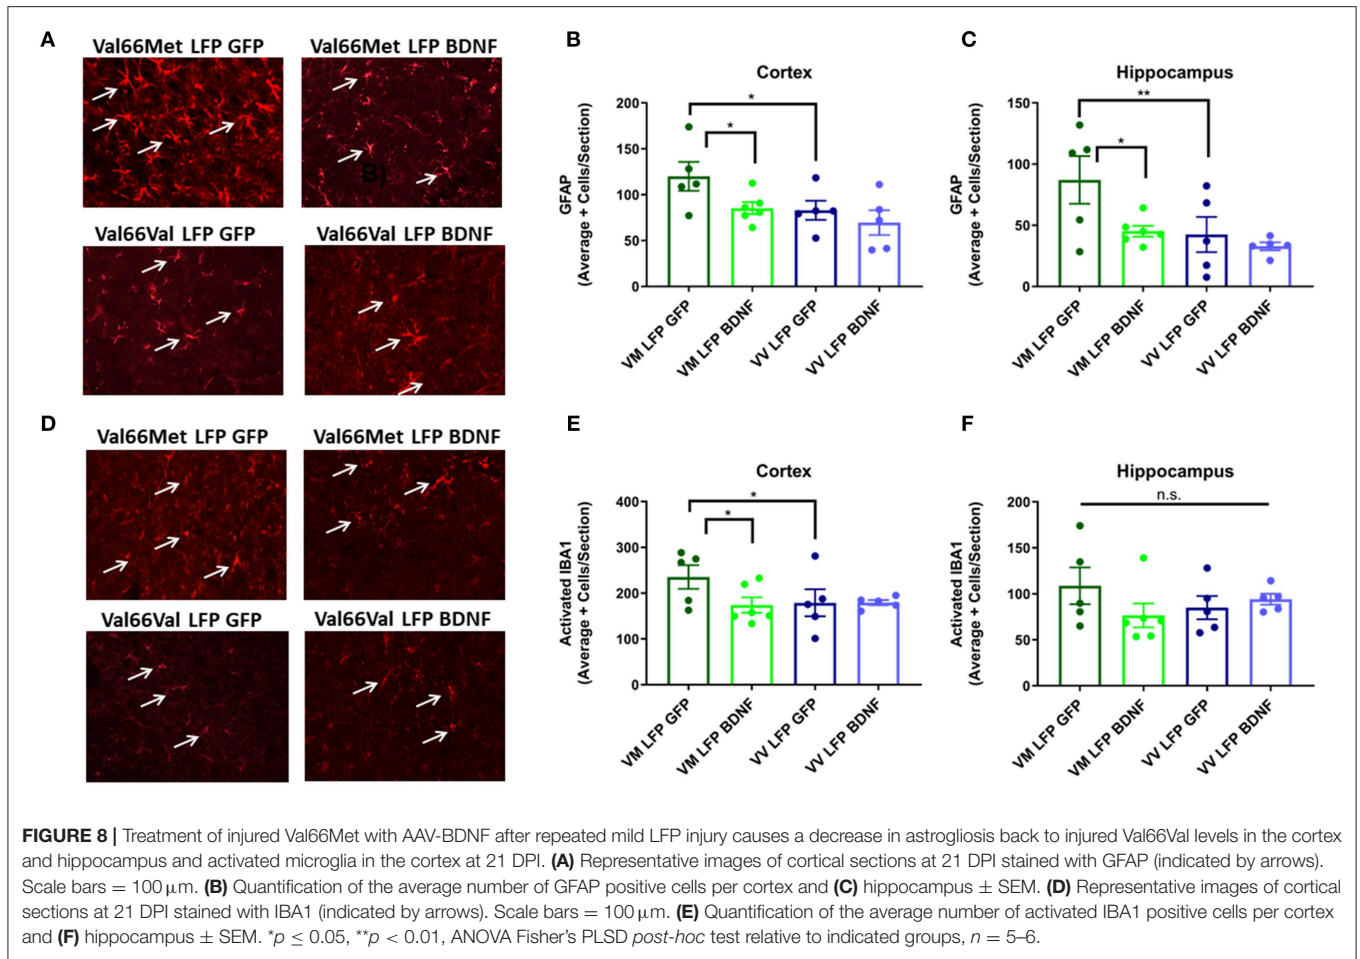 A
Val66Met LFP GFP
Val66Met LFP BDNF
B)
Val66Val LFP GFP
Val66Val LFP BDNF
B
Cortex
GFAP
(Average + Cells/Section)
200
150
100
50
0
*
*
VM LFP GFP
VM LFP BDNF
VV LFP GFP
VV LFP BDNF
C
Hippocampus
GFAP
(Average + Cells/Section)
150
100
50
0
**
*
VM LFP GFP
VM LFP BDNF
VV LFP GFP
VV LFP BDNF
D
Val66Met LFP GFP
Val66Met LFP BDNF
Val66Val LFP GFP
Val66Val LFP BDNF
E
Cortex
Activated IBA1
(Average + Cells/Section)
400
300
200
100
0
*
*
VM LFP GFP
VM LFP BDNF
VV LFP GFP
VV LFP BDNF
F
Hippocampus
Activated IBA1
(Average + Cells/Section)
200
150
100
50
0
n.s.
VM LFP GFP
VM LFP BDNF
VV LFP GFP
VV LFP BDNF
FIGURE 8 | Treatment of injured Val66Met with AAV-BDNF after repeated mild LFP injury causes a decrease in astrogliosis back to injured Val66Val levels in the cortex
and hippocampus and activated microglia in the cortex at 21 DPI. (A) Representative images of cortical sections at 21 DPI stained with GFAP (indicated by arrows).
Scale bars = 100 μm. (B) Quantification of the average number of GFAP positive cells per cortex and (C) hippocampus ± SEM. (D) Representative images of cortical
sections at 21 DPI stained with IBA1 (indicated by arrows). Scale bars = 100 μm. (E) Quantification of the average number of activated IBA1 positive cells per cortex
and (F) hippocampus ± SEM. *p ≤ 0.05, **p < 0.01, ANOVA Fisher's PLSD post-hoc test relative to indicated groups, n = 5–6.